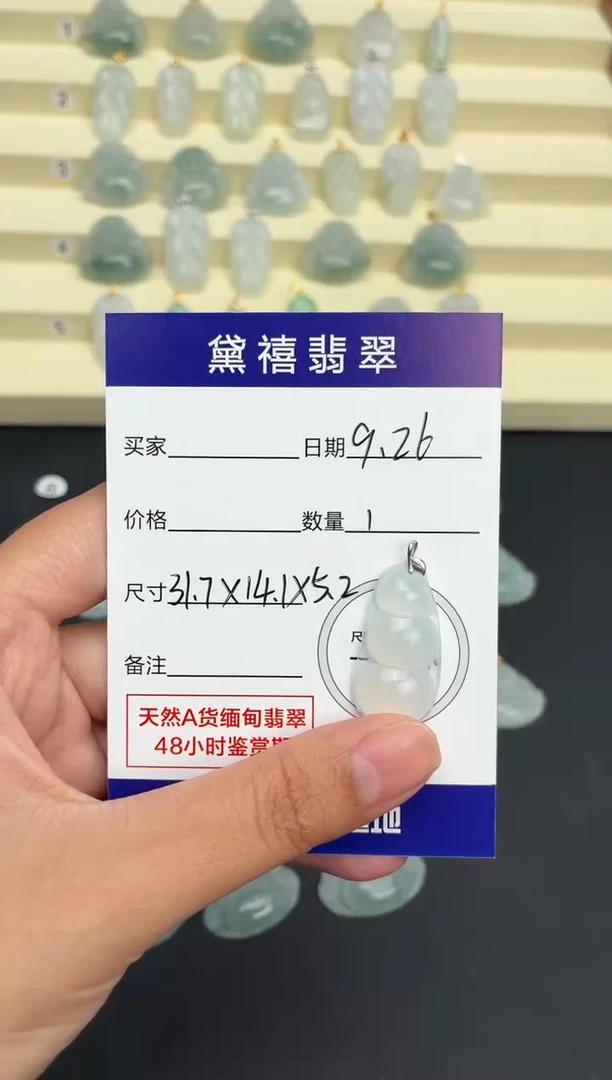 黛禧翡翠
买家 日期 9.26
价格 数量 1
尺寸 31.7X14.1X5.2
备注
天然A货缅甸翡翠
48小时鉴赏